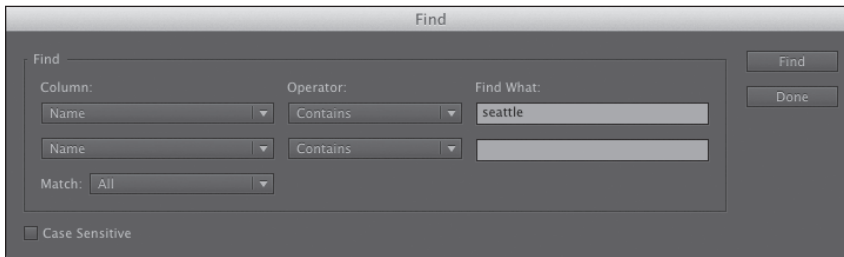 Find
Find
Find
Column:
Operator:
Find What:
Name
Contains
seattle
Done
Name
Contains
Match: All
Case Sensitive